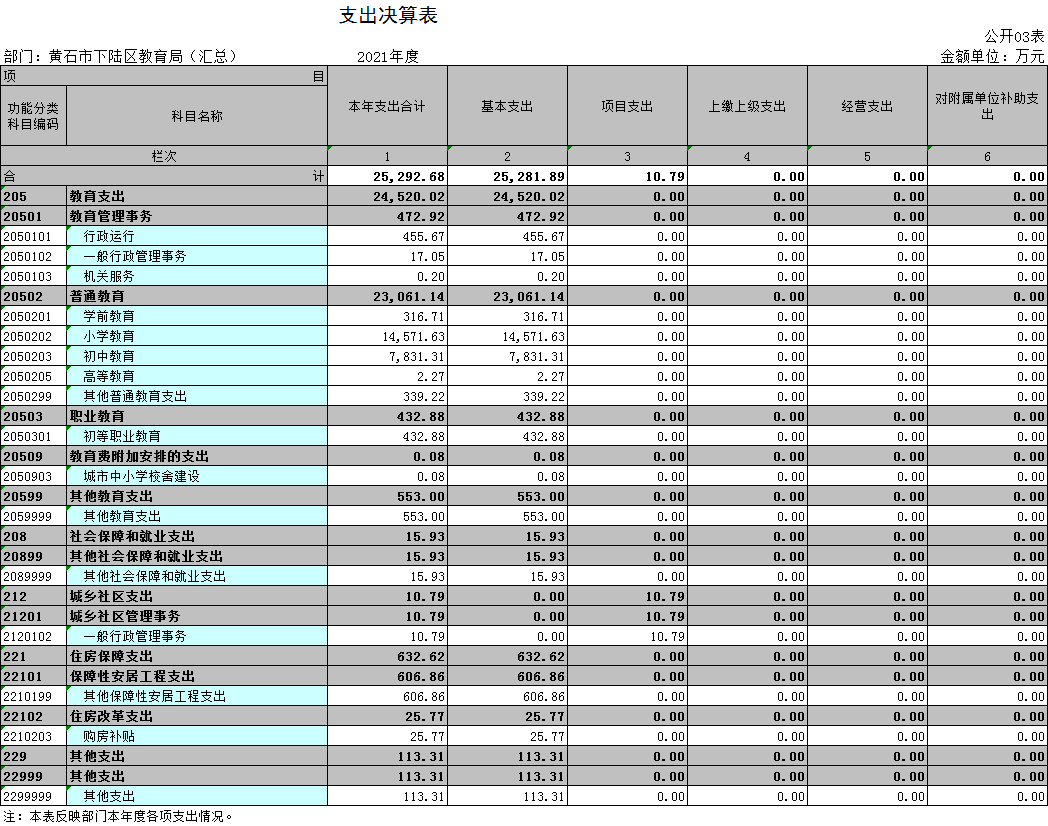 支出决算表
公开03表
部门：黄石市下陆区教育局（汇总） 2021年度 金额单位：万元
项 目 本年支出合计 基本支出 项目支出 上缴上级支出 经营支出 对附属单位补助支出
功能分类科目编码 科目名称
栏次 1 2 3 4 5 6
合 计 25,292.68 25,281.89 10.79 0.00 0.00 0.00
205 教育支出 24,520.02 24,520.02 0.00 0.00 0.00 0.00
20501 教育管理事务 472.92 472.92 0.00 0.00 0.00 0.00
2050101 行政运行 455.67 455.67 0.00 0.00 0.00 0.00
2050102 一般行政管理事务 17.05 17.05 0.00 0.00 0.00 0.00
2050103 机关服务 0.20 0.20 0.00 0.00 0.00 0.00
20502 普通教育 23,061.14 23,061.14 0.00 0.00 0.00 0.00
2050201 学前教育 316.71 316.71 0.00 0.00 0.00 0.00
2050202 小学教育 14,571.63 14,571.63 0.00 0.00 0.00 0.00
2050203 初中教育 7,831.31 7,831.31 0.00 0.00 0.00 0.00
2050205 高等教育 2.27 2.27 0.00 0.00 0.00 0.00
2050299 其他普通教育支出 339.22 339.22 0.00 0.00 0.00 0.00
20503 职业教育 432.88 432.88 0.00 0.00 0.00 0.00
2050301 初等职业教育 432.88 432.88 0.00 0.00 0.00 0.00
20509 教育费附加安排的支出 0.08 0.08 0.00 0.00 0.00 0.00
2050903 城市中小学校舍建设 0.08 0.08 0.00 0.00 0.00 0.00
20599 其他教育支出 553.00 553.00 0.00 0.00 0.00 0.00
2059999 其他教育支出 553.00 553.00 0.00 0.00 0.00 0.00
208 社会保障和就业支出 15.93 15.93 0.00 0.00 0.00 0.00
20899 其他社会保障和就业支出 15.93 15.93 0.00 0.00 0.00 0.00
2089999 其他社会保障和就业支出 15.93 15.93 0.00 0.00 0.00 0.00
212 城乡社区支出 10.79 0.00 10.79 0.00 0.00 0.00
21201 城乡社区管理事务 10.79 0.00 10.79 0.00 0.00 0.00
2120102 一般行政管理事务 10.79 0.00 10.79 0.00 0.00 0.00
221 住房保障支出 632.62 632.62 0.00 0.00 0.00 0.00
22101 保障性安居工程支出 606.86 606.86 0.00 0.00 0.00 0.00
2210199 其他保障性安居工程支出 606.86 606.86 0.00 0.00 0.00 0.00
22102 住房改革支出 25.77 25.77 0.00 0.00 0.00 0.00
2210203 购房补贴 25.77 25.77 0.00 0.00 0.00 0.00
229 其他支出 113.31 113.31 0.00 0.00 0.00 0.00
22999 其他支出 113.31 113.31 0.00 0.00 0.00 0.00
2299999 其他支出 113.31 113.31 0.00 0.00 0.00 0.00
注：本表反映部门本年度各项支出情况。